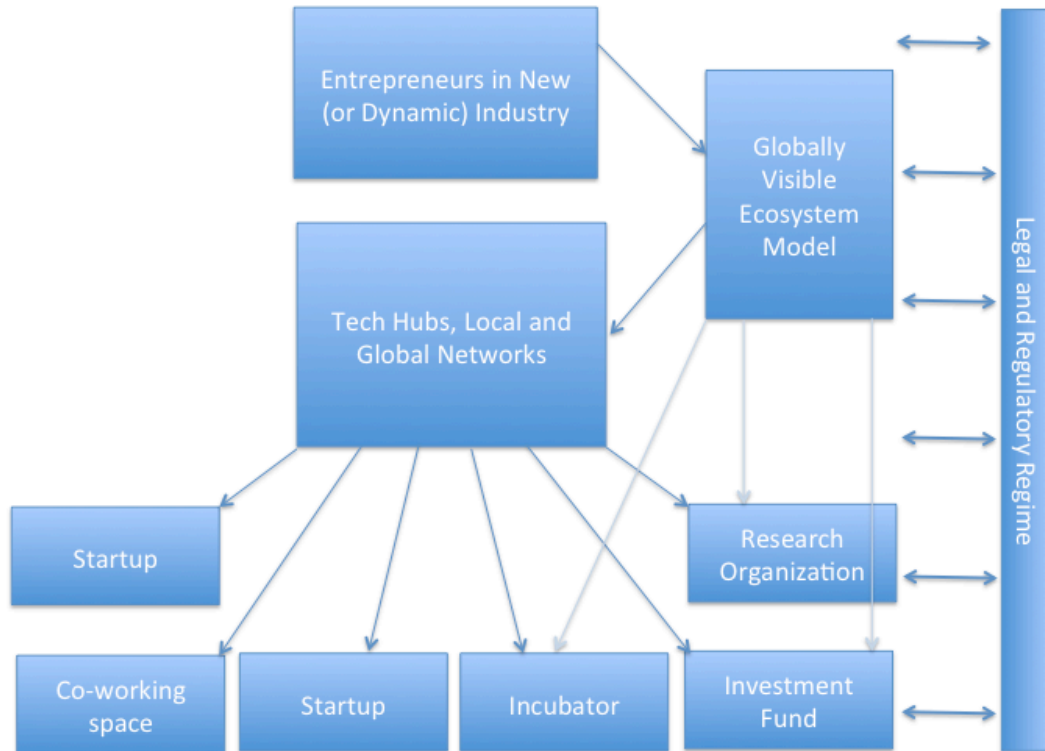 Entrepreneurs in New
(or Dynamic) Industry
Globally
Visible
Ecosystem
Model
Legal and Regulatory Regime
Tech Hubs, Local and
Global Networks
Startup
Research
Organization
Co-working
space
Startup
Incubator
Investment
Fund